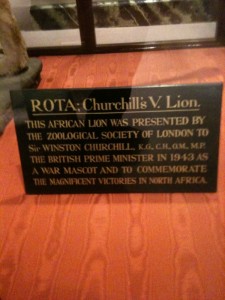 ROTA; Churchill's V. Lion.
THIS AFRICAN LION WAS PRESENTED BY
THE ZOOLOGICAL SOCIETY OF LONDON TO
Sir WINSTON CHURCHILL, K.G., C.H., O.M., M.P.
THE BRITISH PRIME MINISTER IN 1943 AS
A WAR MASCOT AND TO COMMEMORATE
THE MAGNIFICENT VICTORIES IN NORTH AFRICA.